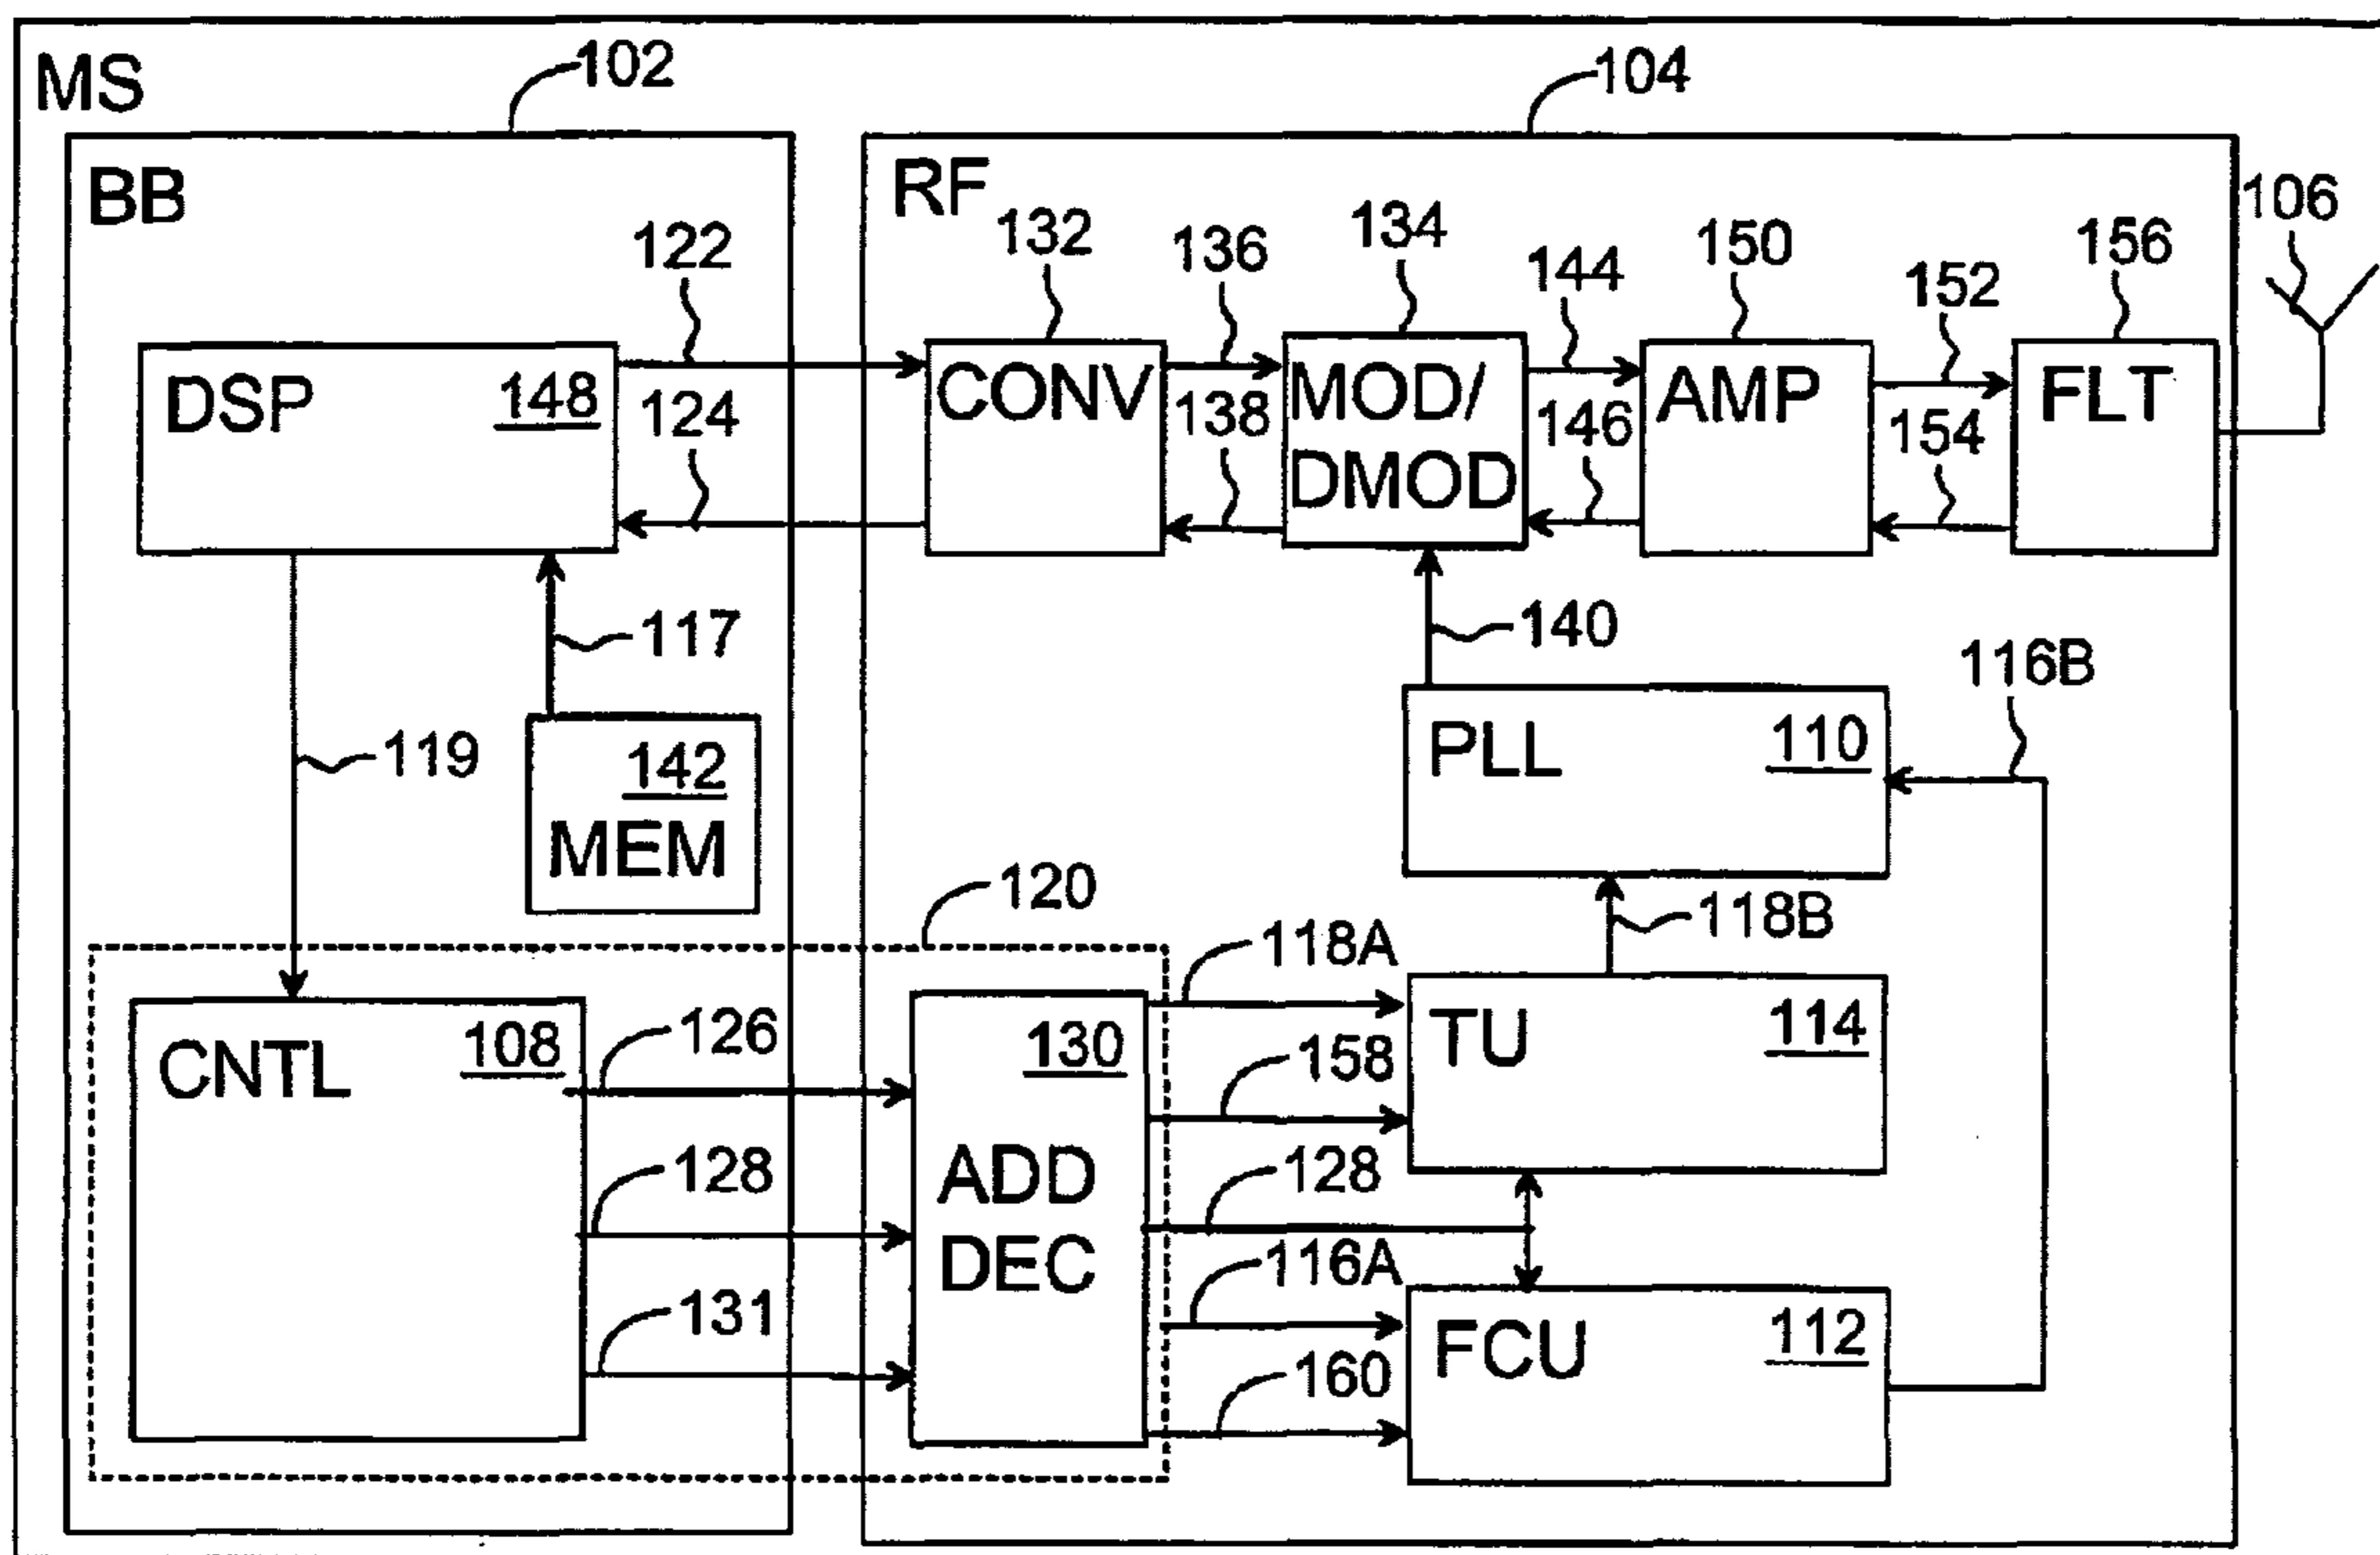 MS
102
104
BB
RF
106
122
132
136
134
144
150
152
156
DSP
148
124
CONV
138
MOD/
DMOD
146
AMP
154
FLT
117
140
116B
119
142
MEM
PLL
110
120
118A
118B
CNTL
108
126
130
ADD
DEC
158
TU
114
128
128
116A
131
160
FCU
112